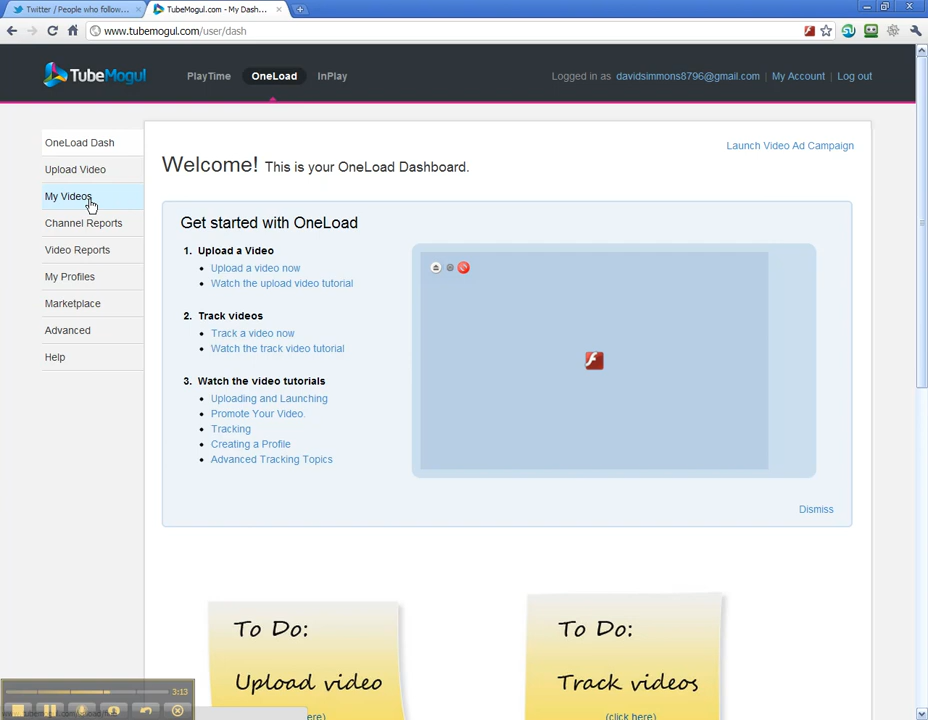 Twitter / People who follow...
TubeMogul.com - My Dash...
www.tubemogul.com/user/dash
TubeMogul
PlayTime
OneLoad
InPlay
Logged in as davidsimmons8796@gmail.com | My Account | Log out
OneLoad Dash
Upload Video
My Videos
Channel Reports
Video Reports
My Profiles
Marketplace
Advanced
Help
Launch Video Ad Campaign
Welcome! This is your OneLoad Dashboard.
Get started with OneLoad
1. Upload a Video
• Upload a video now
• Watch the upload video tutorial
2. Track videos
• Track a video now
• Watch the track video tutorial
3. Watch the video tutorials
• Uploading and Launching
• Promote Your Video.
• Tracking
• Creating a Profile
• Advanced Tracking Topics
Dismiss
To Do:
Upload video
ere)
To Do:
Track videos
(click here)
3:13